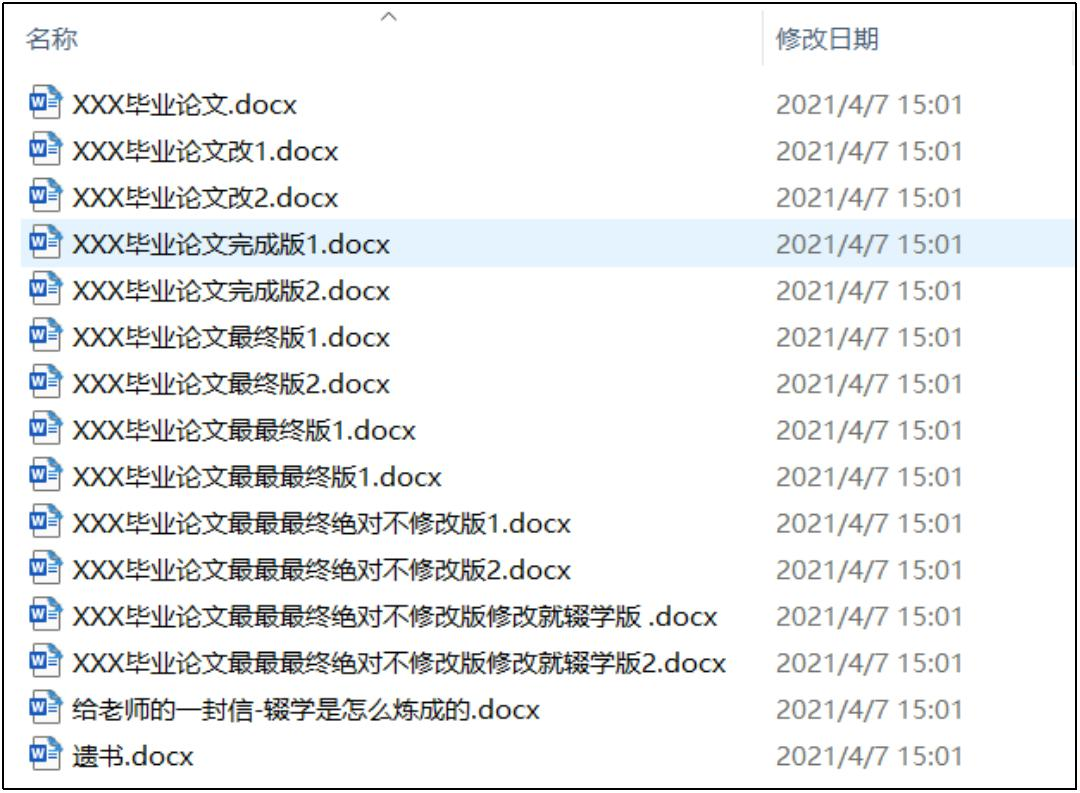 名称 修改日期
XXX毕业论文.docx 2021/4/7 15:01
XXX毕业论文改1.docx 2021/4/7 15:01
XXX毕业论文改2.docx 2021/4/7 15:01
XXX毕业论文完成版1.docx 2021/4/7 15:01
XXX毕业论文完成版2.docx 2021/4/7 15:01
XXX毕业论文最终版1.docx 2021/4/7 15:01
XXX毕业论文最终版2.docx 2021/4/7 15:01
XXX毕业论文最最终版1.docx 2021/4/7 15:01
XXX毕业论文最最最终版1.docx 2021/4/7 15:01
XXX毕业论文最最最终绝对不修改版1.docx 2021/4/7 15:01
XXX毕业论文最最最终绝对不修改版2.docx 2021/4/7 15:01
XXX毕业论文最最最终绝对不修改版修改就辍学版 .docx 2021/4/7 15:01
XXX毕业论文最最最终绝对不修改版修改就辍学版2.docx 2021/4/7 15:01
给老师的一封信-辍学是怎么炼成的.docx 2021/4/7 15:01
遗书.docx 2021/4/7 15:01